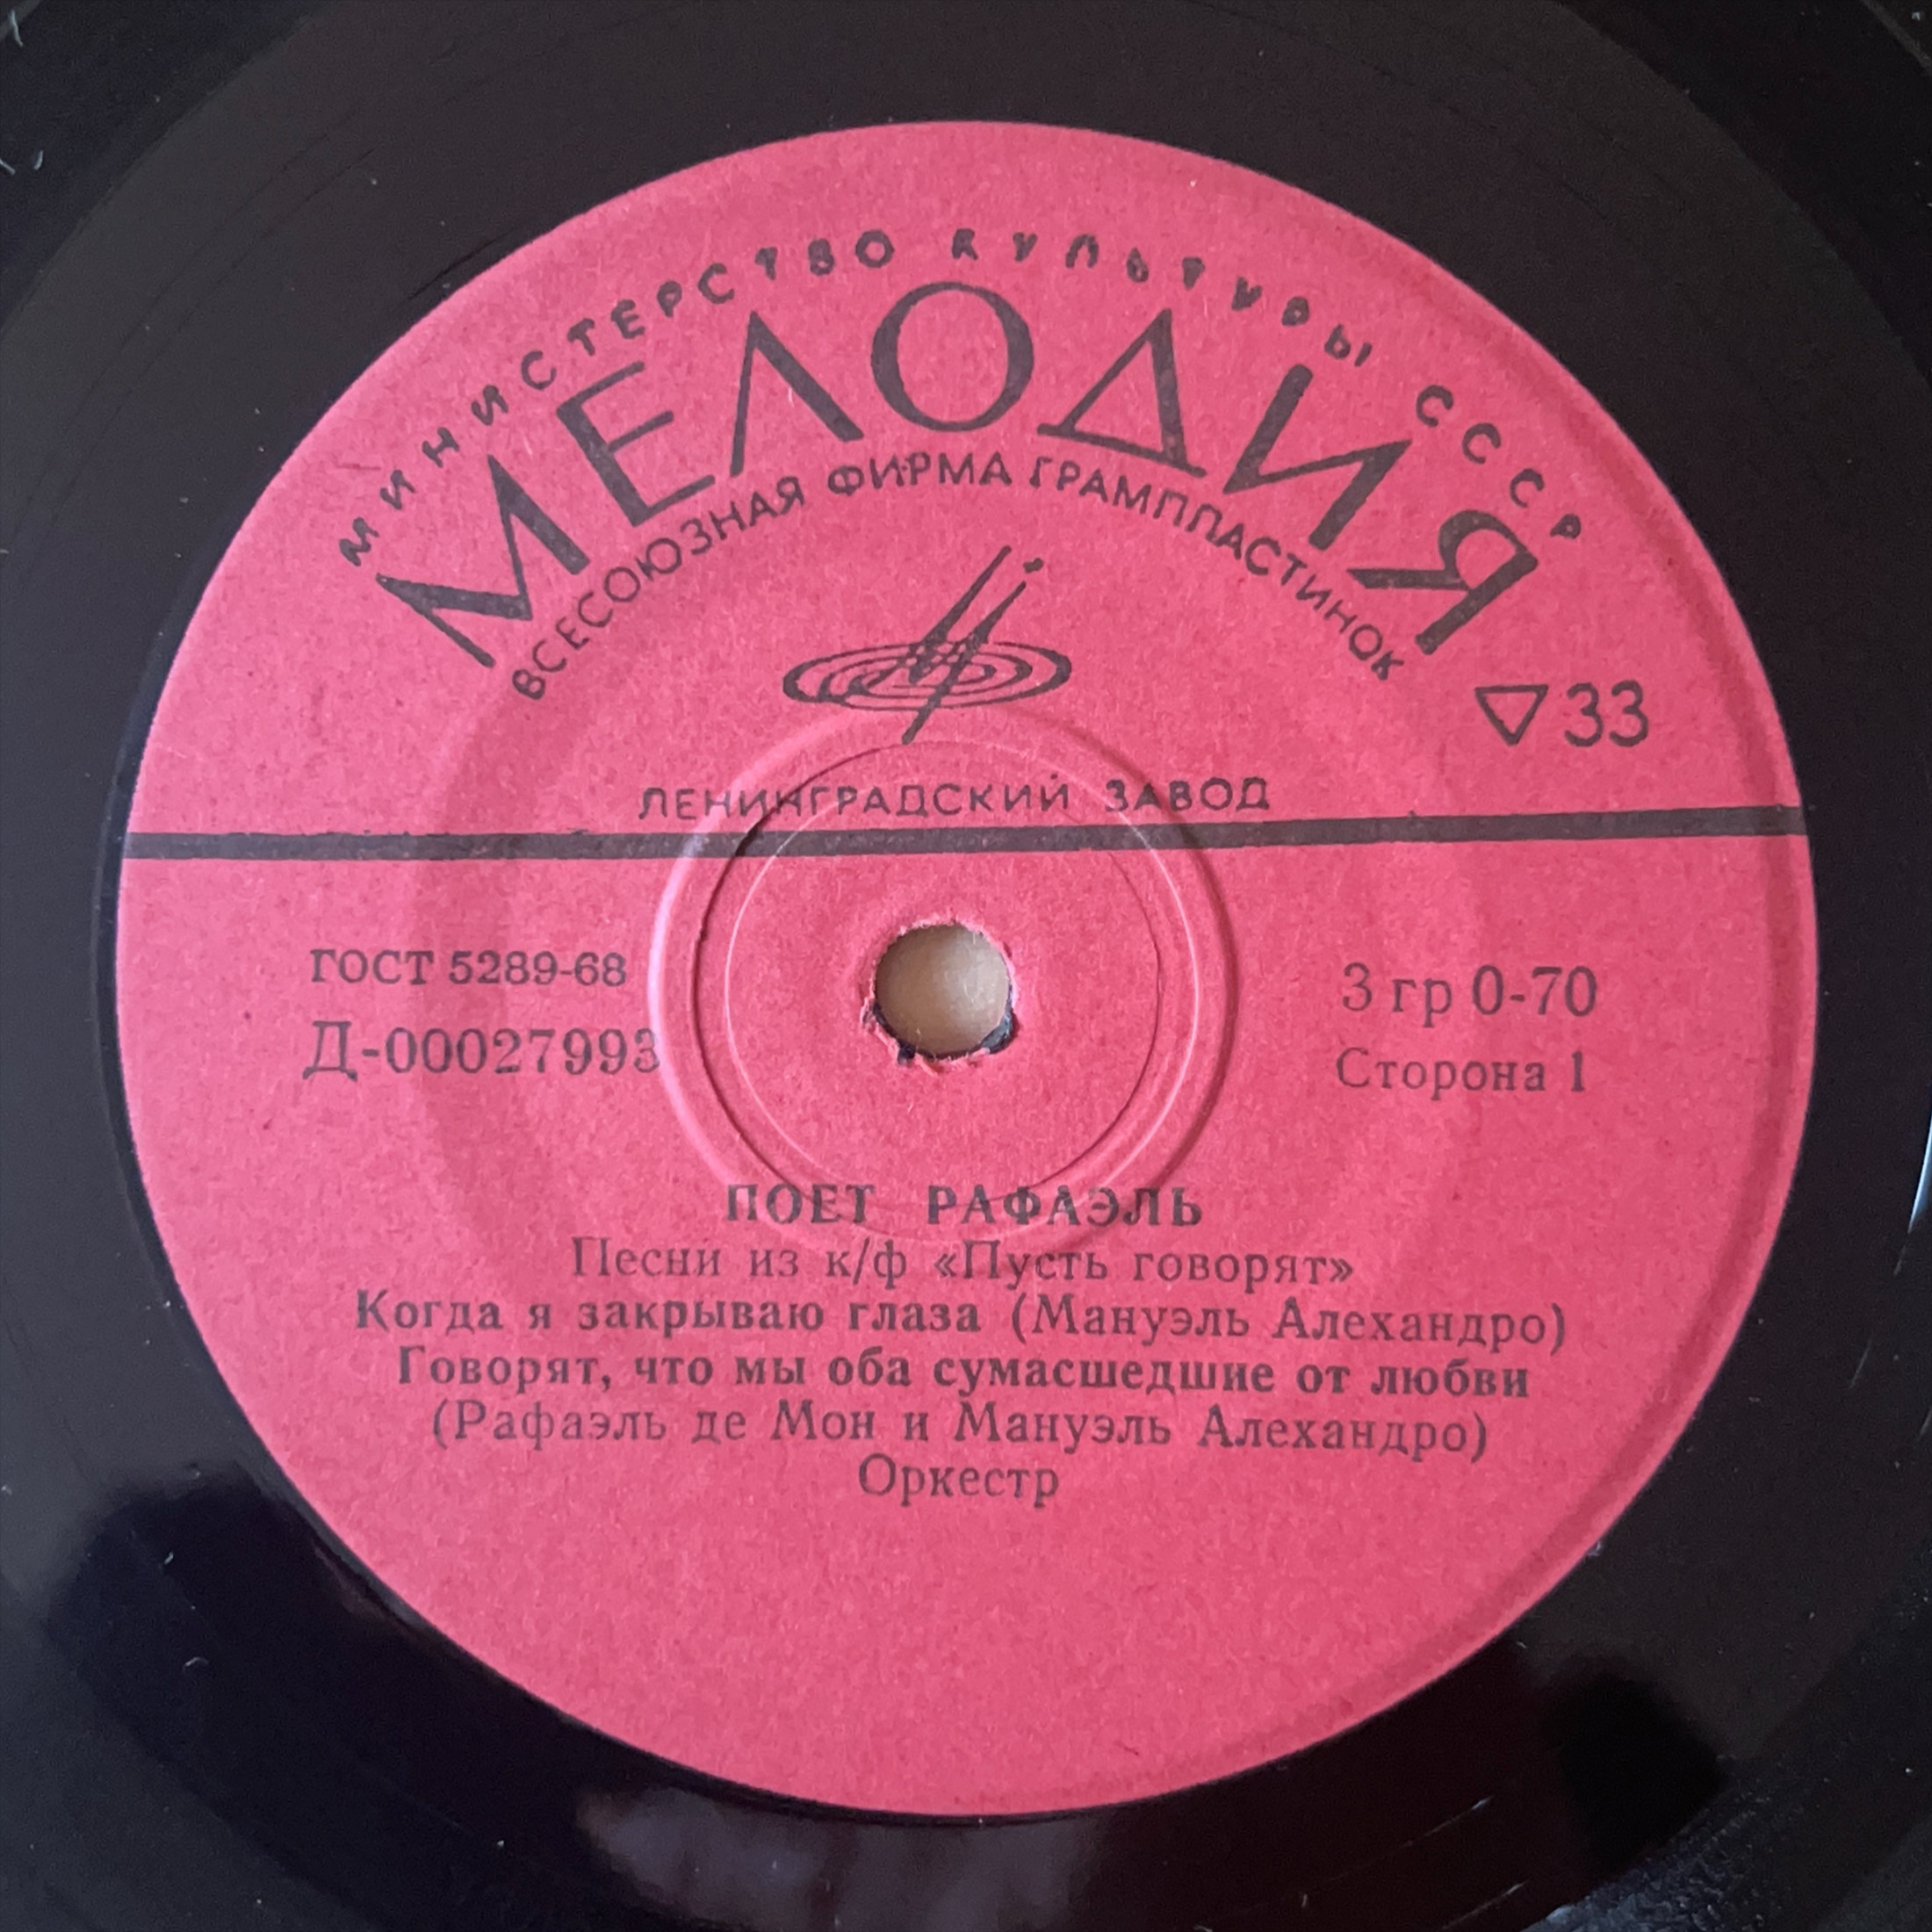 МИНИСТЕРСТВО КУЛЬТУРЫ СССР
МЕЛОДИЯ
ВСЕСОЮЗНАЯ ФИРМА ГРАМПЛАСТИНОК
▽33
ЛЕНИНГРАДСКИЙ ЗАВОД
ГОСТ 5289-68
Д-00027993
3 гр 0-70
Сторона 1
ПОЕТ РАФАЭЛЬ
Песни из к/ф «Пусть говорят»
Когда я закрываю глаза (Мануэль Алехандро)
Говорят, что мы оба сумасшедшие от любви
(Рафаэль де Мон и Мануэль Алехандро)
Оркестр